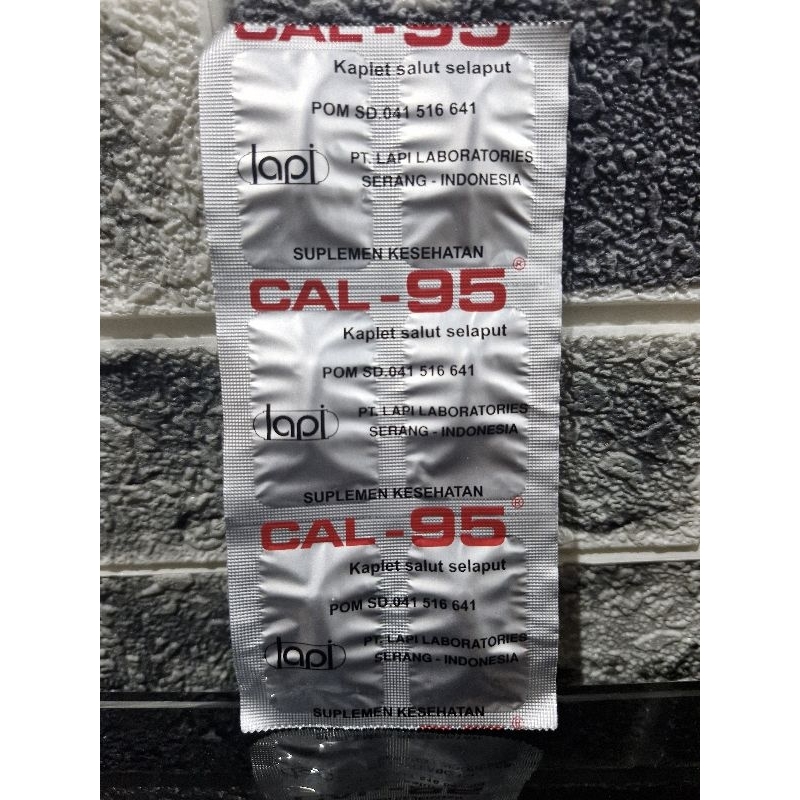 CAL-95
Kaplet salut selaput
POM SD.041 516 641
lapi
PT. LAPI LABORATORIES
SERANG - INDONESIA
SUPLEMEN KESEHATAN
CAL-95®
Kaplet salut selaput
POM SD.041 516 641
lapi
PT. LAPI LABORATORIES
SERANG - INDONESIA
SUPLEMEN KESEHATAN
CAL-95®
Kaplet salut selaput
POM SD.041 516 641
lapi
PT. LAPI LABORATORIES
SERANG - INDONESIA
SUPLEMEN KESEHATAN
®